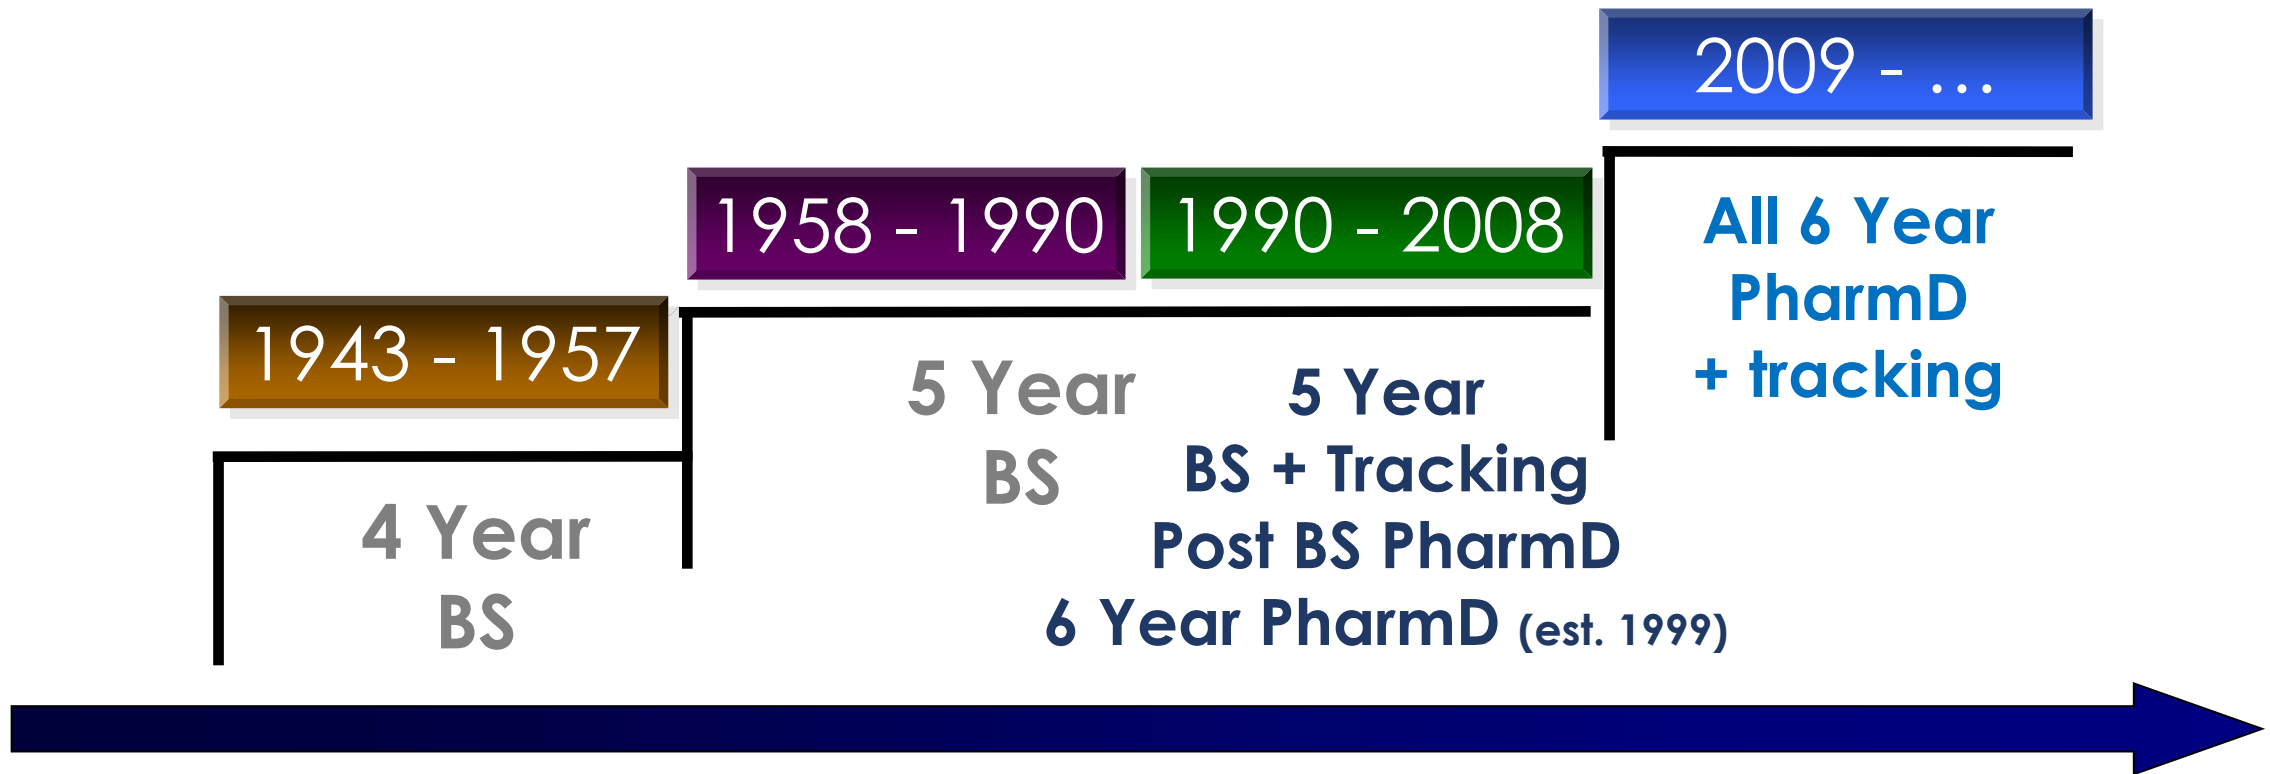 1943 - 1957
4 Year
BS
1958 - 1990
5 Year
BS
1990 - 2008
5 Year
BS + Tracking
Post BS PharmD
6 Year PharmD (est. 1999)
2009 - ...
All 6 Year
PharmD
+ tracking